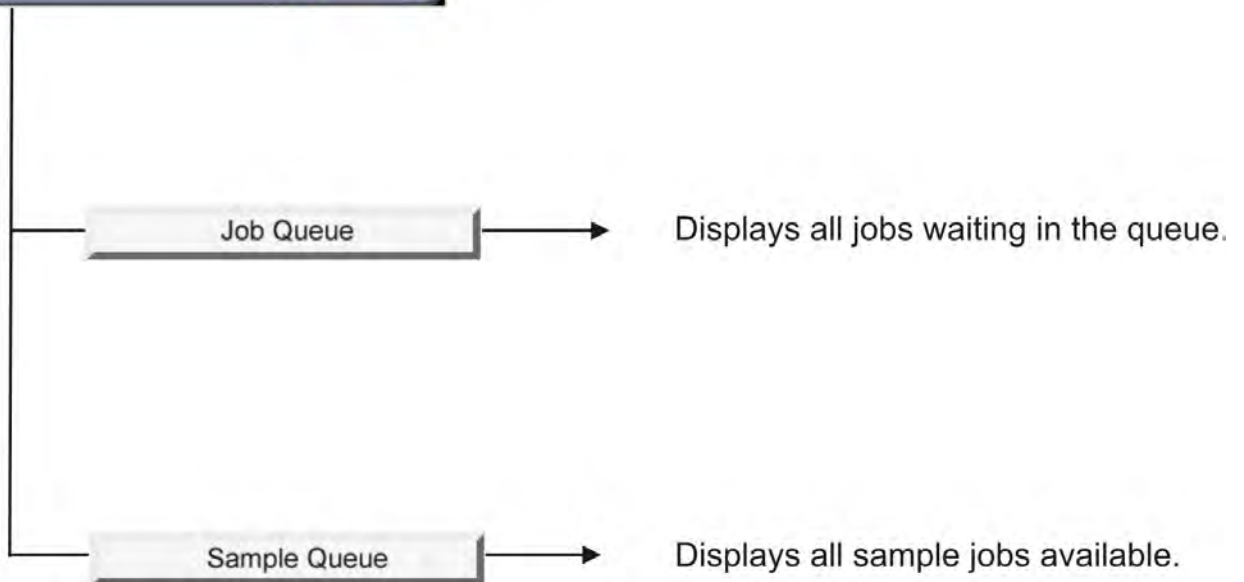 Job Queue
Displays all jobs waiting in the queue.
Sample Queue
Displays all sample jobs available.